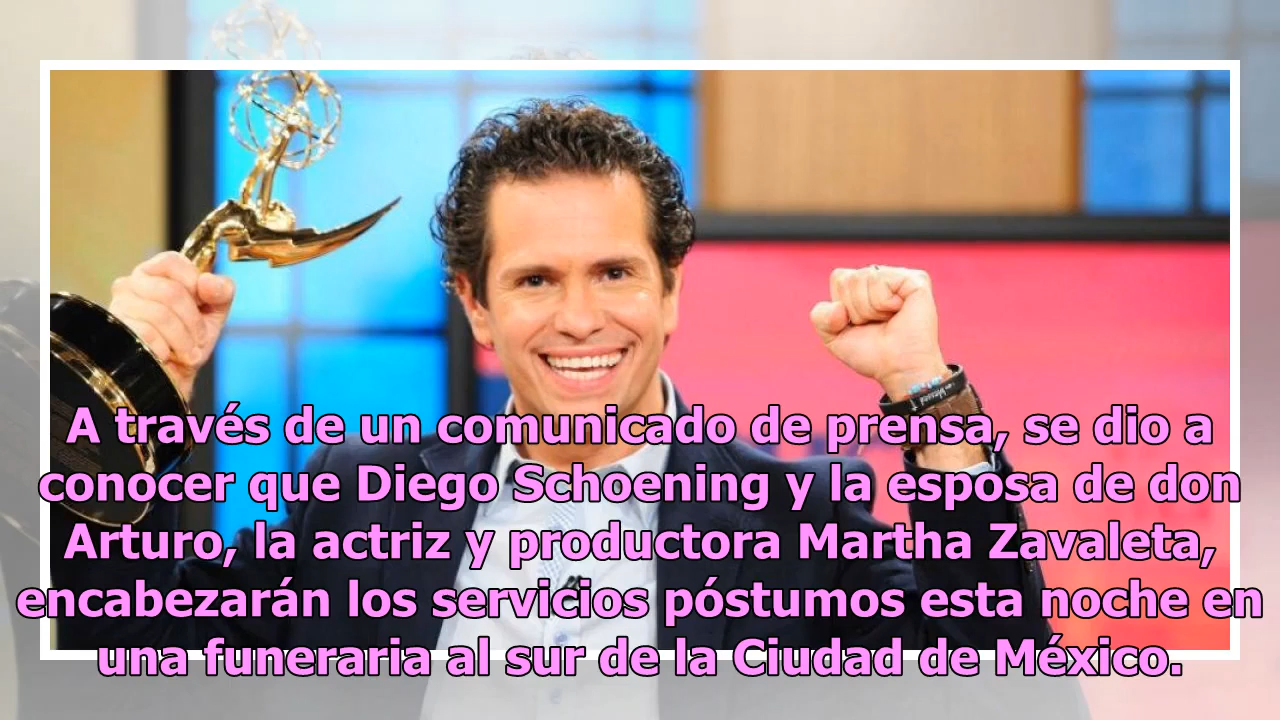 A través de un comunicado de prensa, se dio a
conocer que Diego Schoening y la esposa de don
Arturo, la actriz y productora Martha Zavaleta,
encabezarán los servicios póstumos esta noche en
una funeraria al sur de la Ciudad de México.